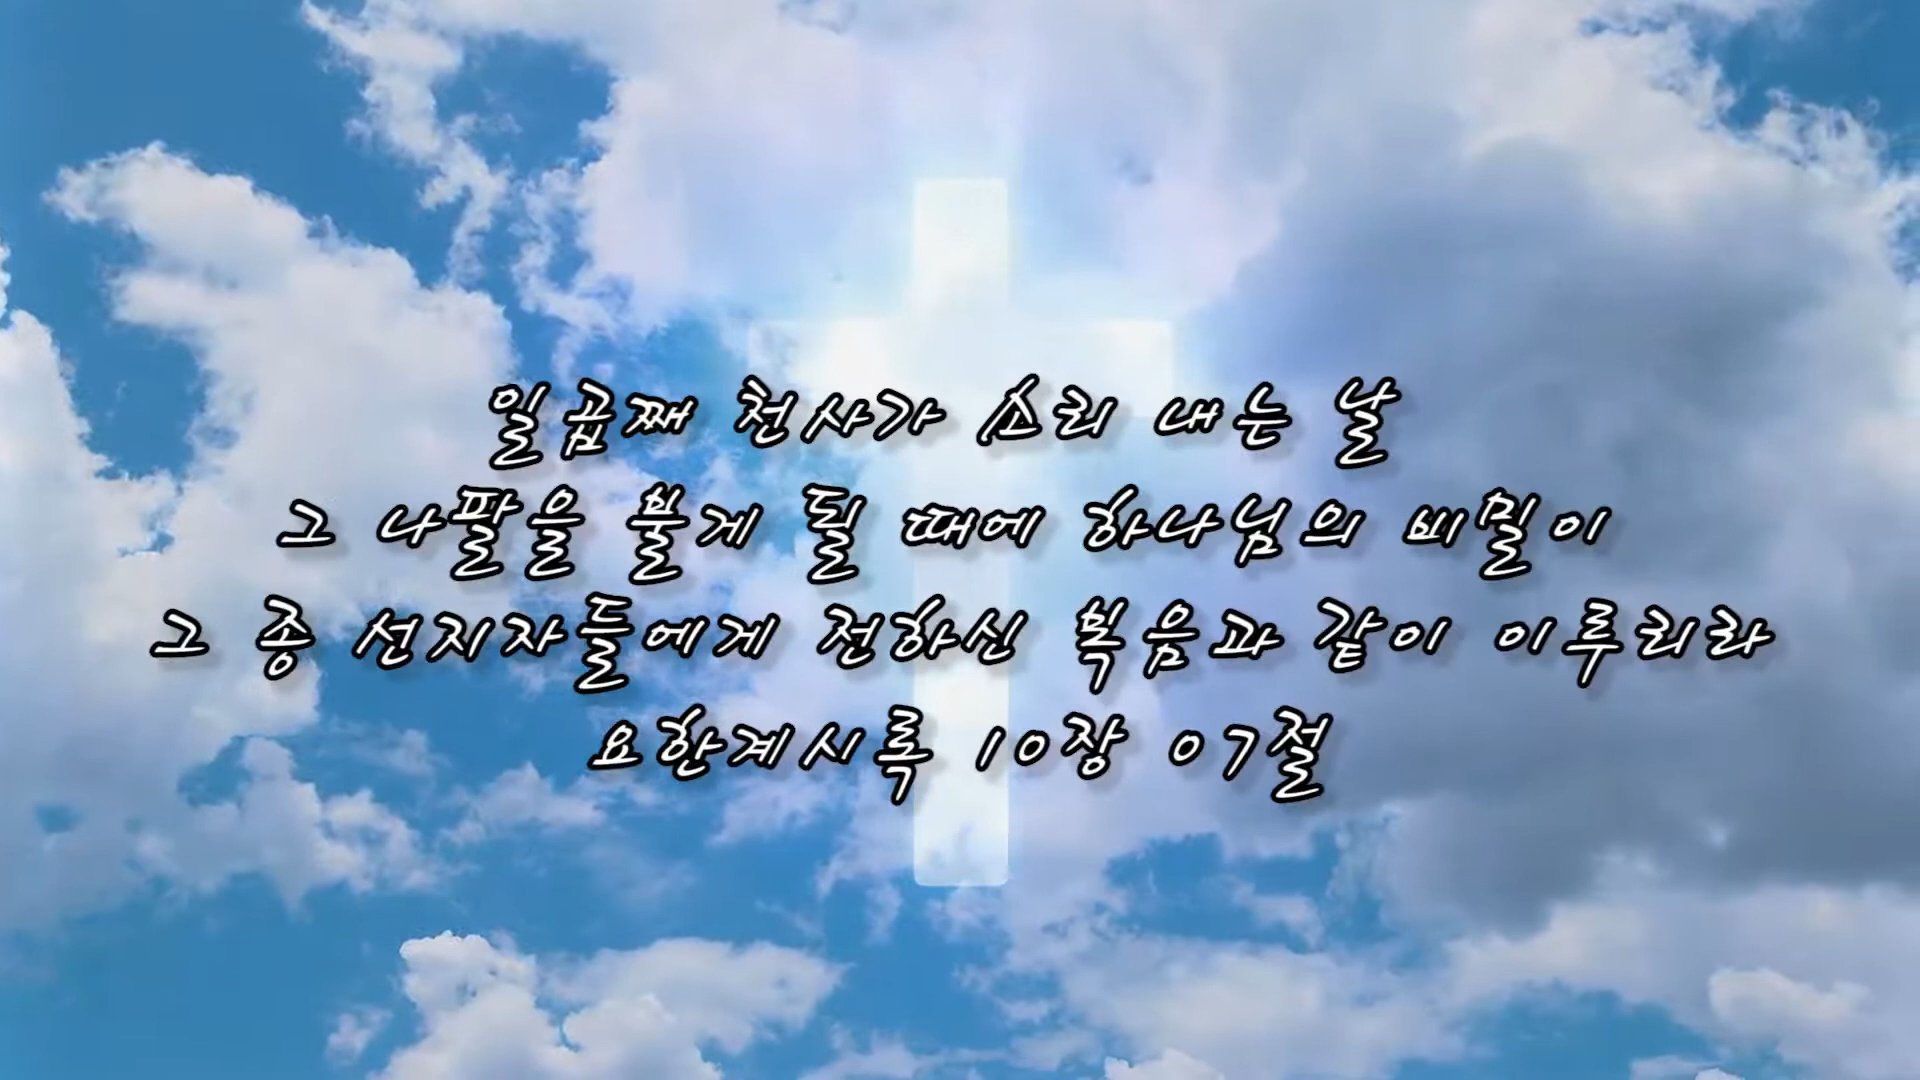 일곱째 천사가 소리 내는 날
그 나팔을 불게 될 때에 하나님의 비밀이
그 종 선지자들에게 전하신 복음과 같이 이루리라
요한계시록 10장 07절